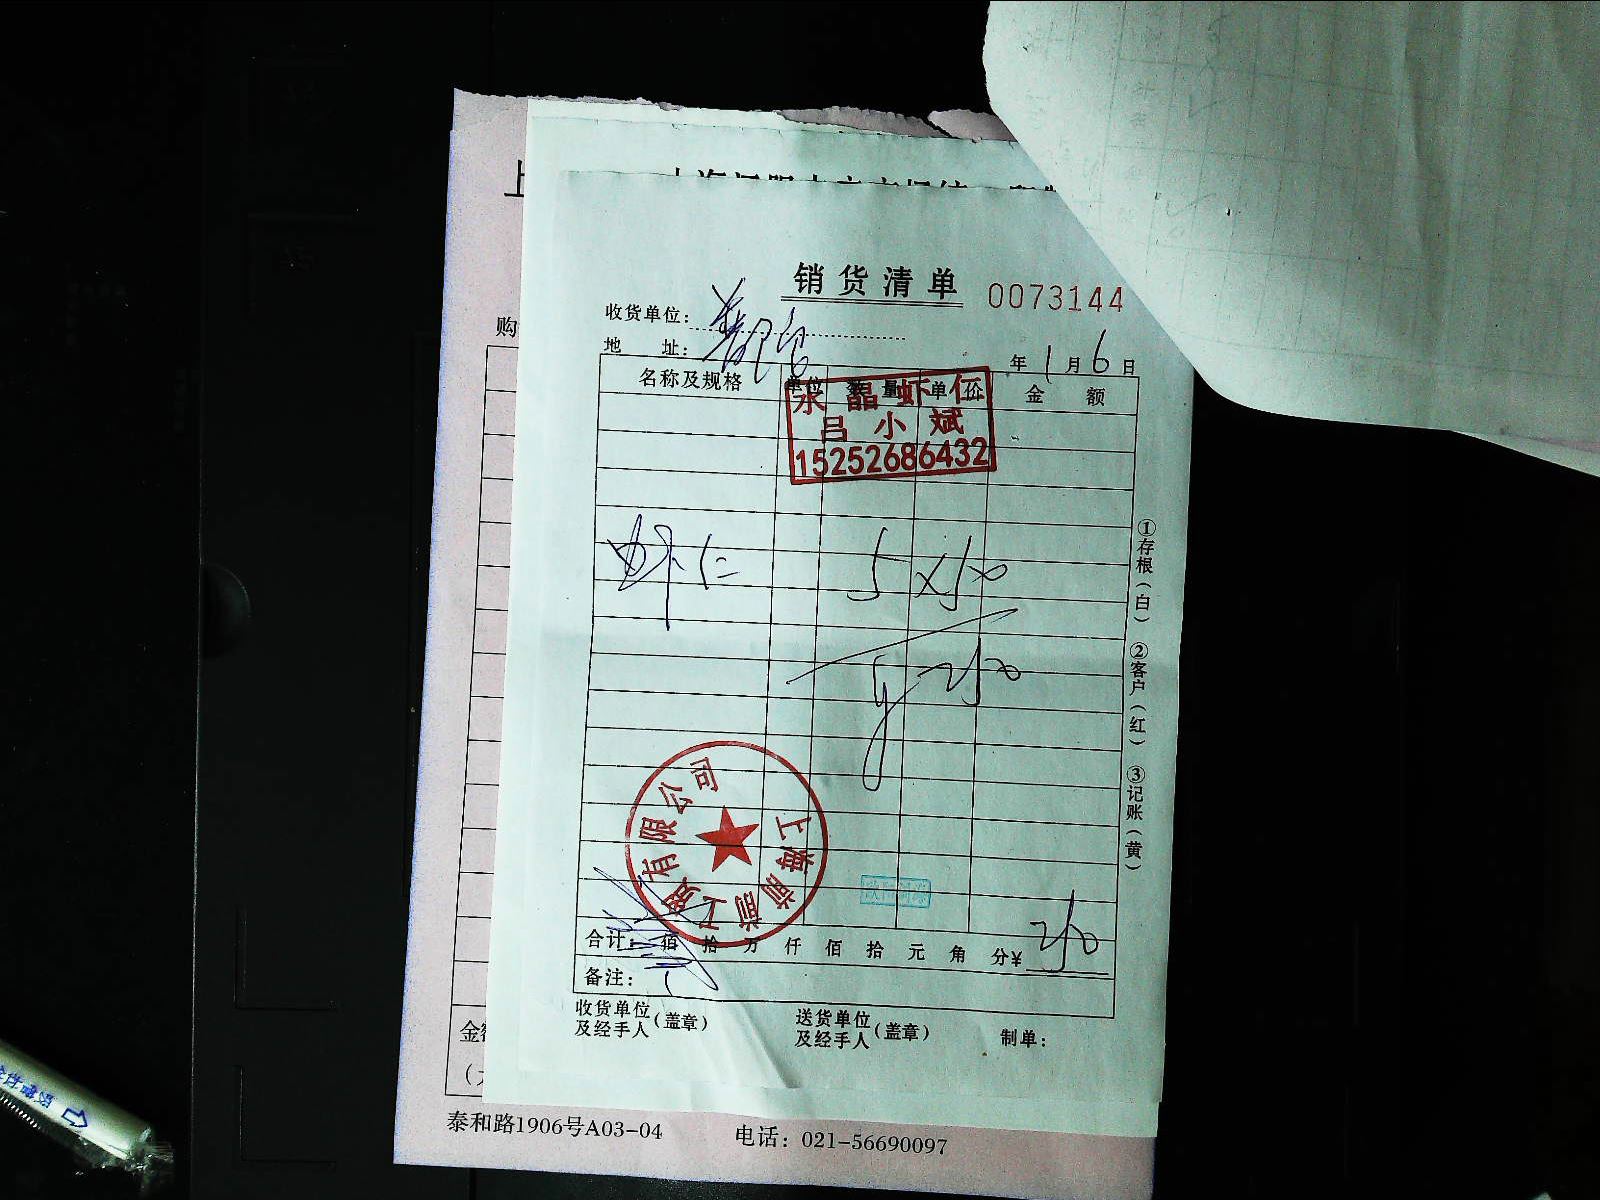 上
购
销货清单 0073144
收货单位：
地 址： 年1月6日
名称及规格 单位 数量 单价 金额
水晶虾仁
吕小斌
15252686432
虾仁 5×50
250
①存根（白） ②客户（红） ③记账（黄）
合计： 佰 拾 万 仟 佰 拾 元 角 分¥250
备注：
收货单位及经手人（盖章） 送货单位及经手人（盖章） 制单：
金
泰和路1906号A03-04 电话：021-56690097